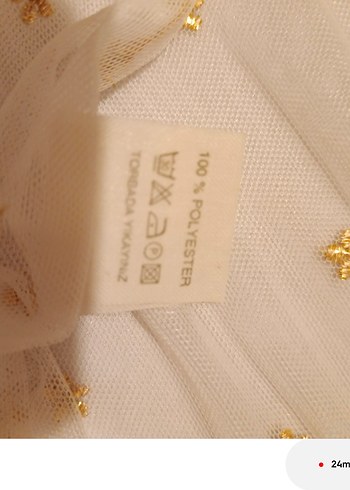 100 % POLYESTER
TORBADA YIKAYINIZ
24m